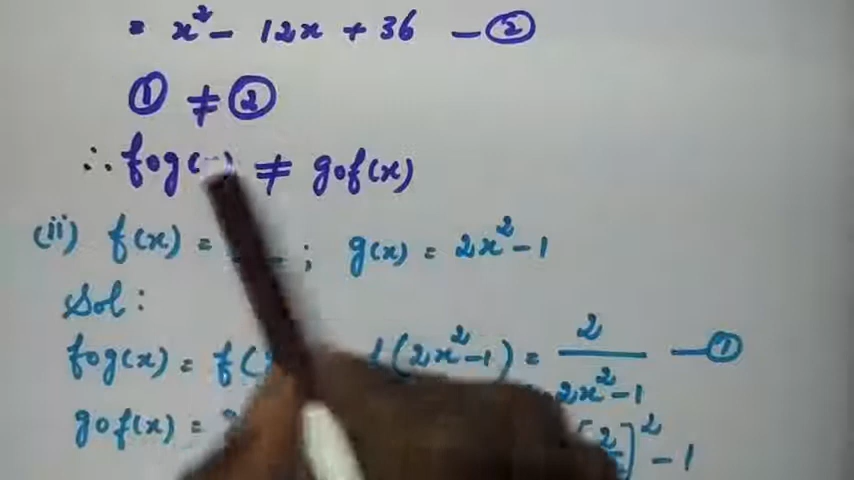 = x² - 12x + 36 — ②
① ≠ ②
∴ fog( ) ≠ gof(x)
(ii) f(x) = ; g(x) = 2x² - 1
Sol :
fog(x) = f( f(2x² - 1) = 2/(2x² - 1) — ①
gof(x) = ]² - 1